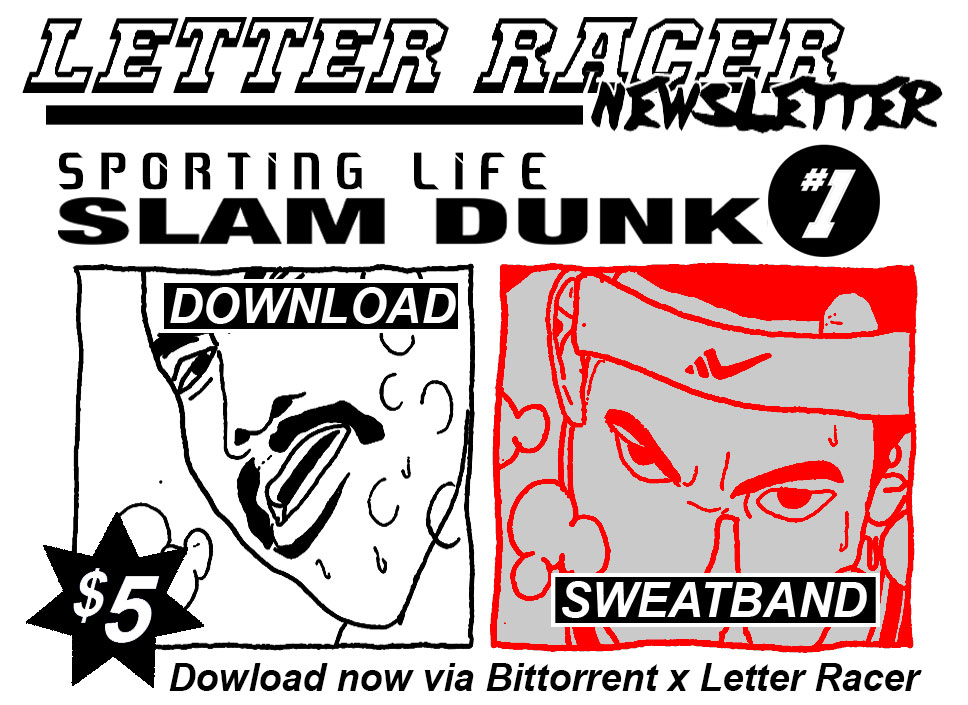 LETTER RACER
NEWSLETTER
SPORTING LIFE
SLAM DUNK #1
DOWNLOAD
SWEATBAND
$5
Dowload now via Bittorrent x Letter Racer